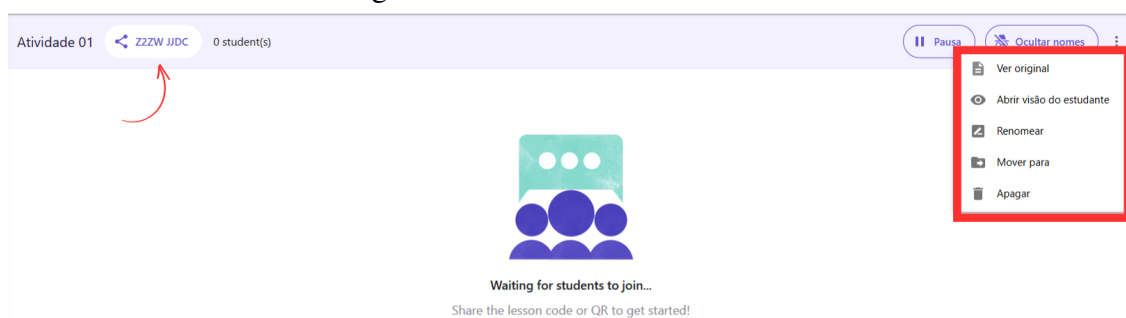 Atividade 01 Z2ZW JJDC 0 student(s) Pausa Ocultar nomes
Ver original
Abrir visão do estudante
Renomear
Mover para
Apagar
Waiting for students to join...
Share the lesson code or QR to get started!